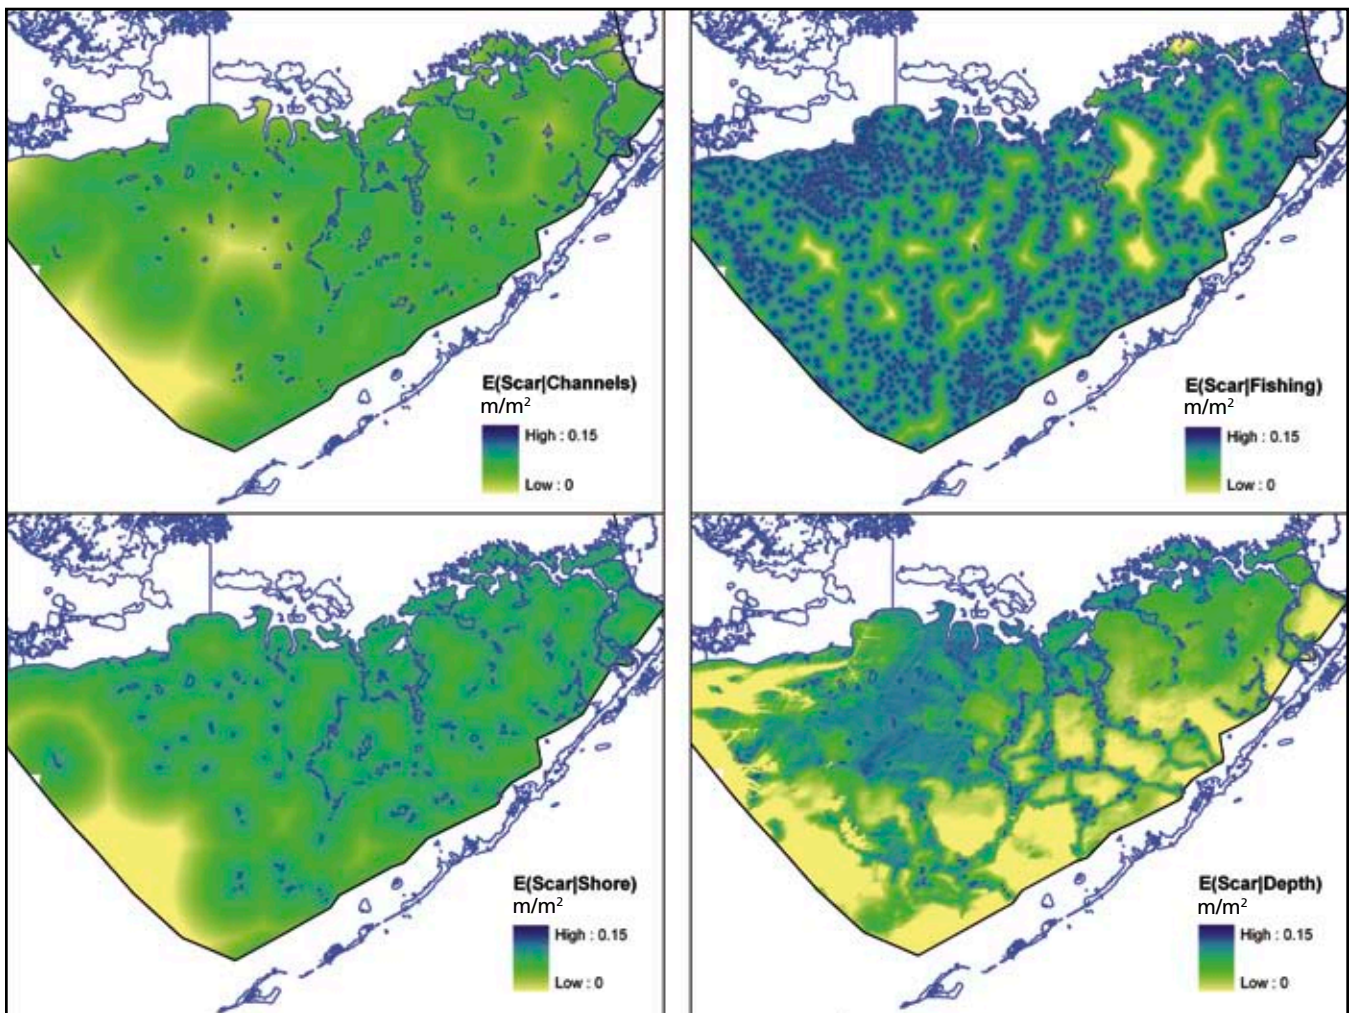 E(Scar|Channels)
m/m²
High : 0.15
Low : 0
E(Scar|Fishing)
m/m²
High : 0.15
Low : 0
E(Scar|Shore)
m/m²
High : 0.15
Low : 0
E(Scar|Depth)
m/m²
High : 0.15
Low : 0